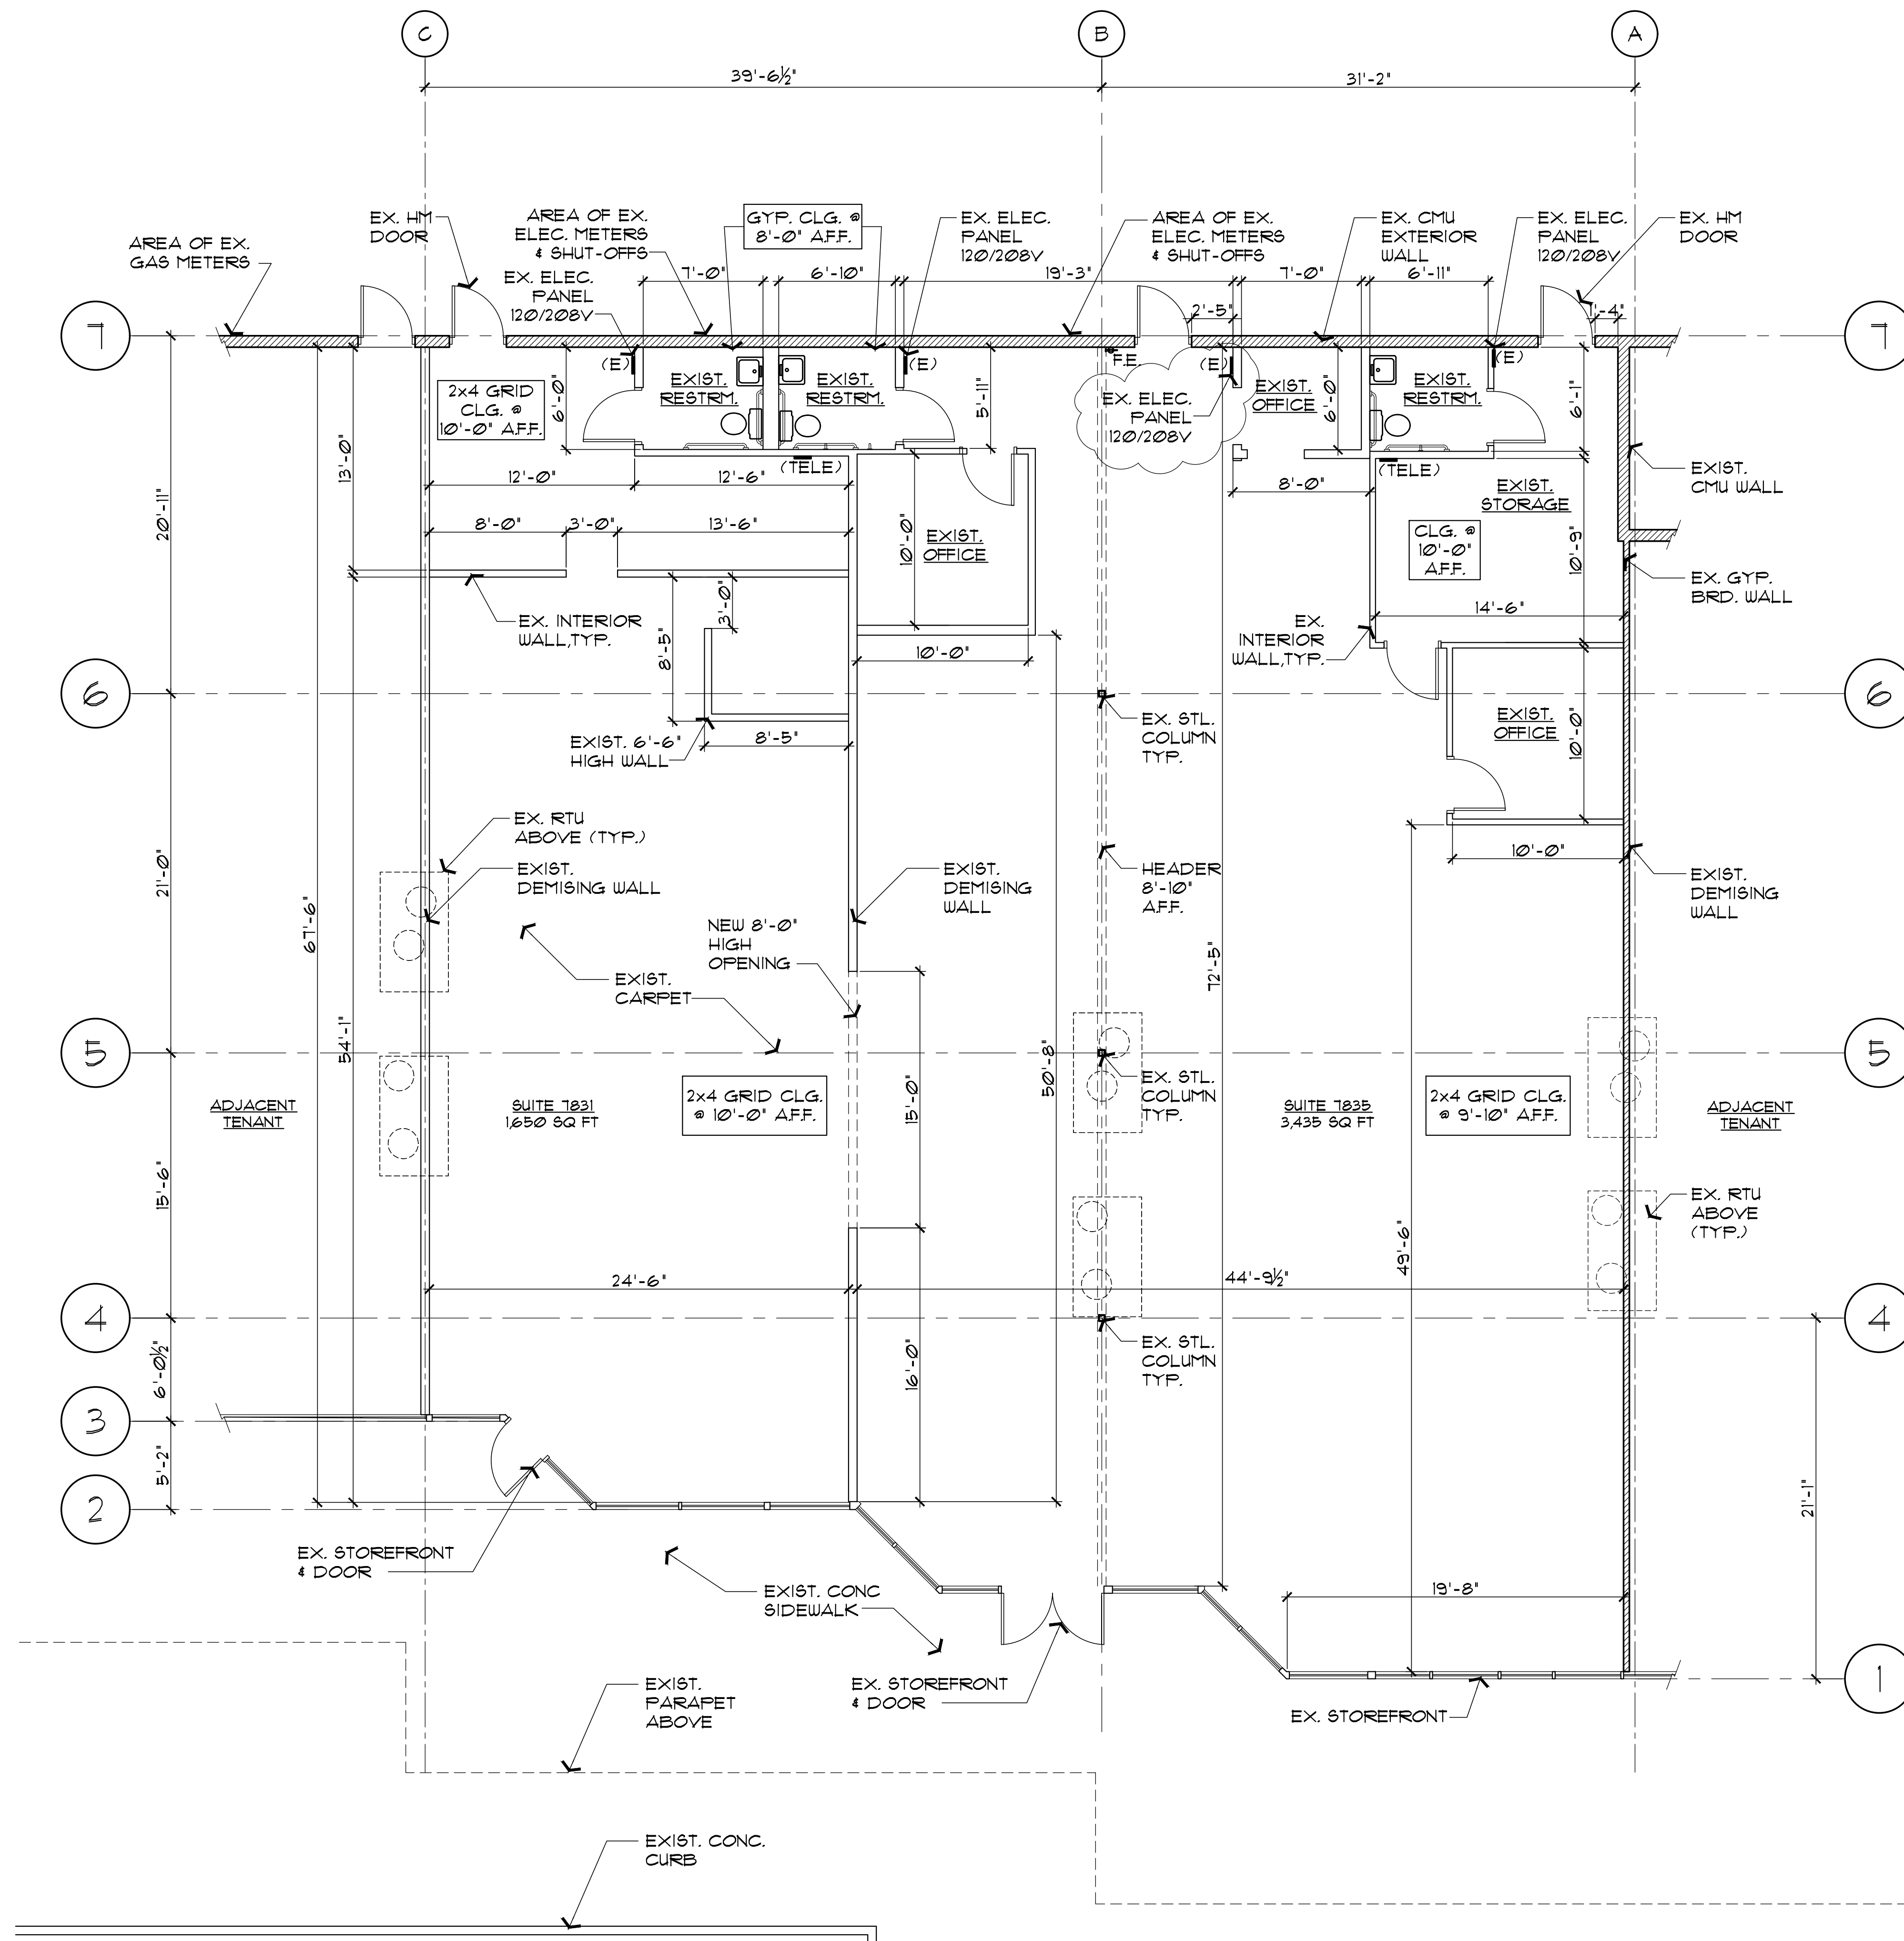 C
B
A
39'-6½"
31'-2"
AREA OF EX.
GAS METERS
EX. HM
DOOR
AREA OF EX.
ELEC. METERS
& SHUT-OFFS
EX. ELEC.
PANEL
120/208V
GYP. CLG. @
8'-0" A.F.F.
EX. ELEC.
PANEL
120/208V
AREA OF EX.
ELEC. METERS
& SHUT-OFFS
EX. CMU
EXTERIOR
WALL
EX. ELEC.
PANEL
120/208V
EX. HM
DOOR
7'-0"
6'-10"
19'-3"
7'-0"
6'-11"
2'-5"
1'-4"
7
7
(E)
(E)
F.E.
(E)
(E)
2x4 GRID
CLG. @
10'-0" A.F.F.
6'-0"
EXIST.
RESTRM.
EXIST.
RESTRM.
5'-11"
EX. ELEC.
PANEL
120/208V
EXIST.
OFFICE
6'-0"
EXIST.
RESTRM.
6'-1"
13'-0"
20'-11"
(TELE)
(TELE)
12'-0"
12'-6"
8'-0"
EXIST.
CMU WALL
EXIST.
STORAGE
8'-0"
3'-0"
13'-6"
10'-0"
EXIST.
OFFICE
CLG. @
10'-0"
A.F.F.
10'-9"
EX. GYP.
BRD. WALL
3'-0"
14'-6"
EX. INTERIOR
WALL,TYP.
8'-5"
10'-0"
EX.
INTERIOR
WALL,TYP.
6
6
EX. STL.
COLUMN
TYP.
EXIST.
OFFICE
10'-0"
EXIST. 6'-6"
HIGH WALL
8'-5"
EX. RTU
ABOVE (TYP.)
EXIST.
DEMISING WALL
21'-0"
67'-6"
EXIST.
DEMISING
WALL
HEADER
8'-10"
A.F.F.
10'-0"
EXIST.
DEMISING
WALL
NEW 8'-0"
HIGH
OPENING
72'-5"
EXIST.
CARPET
54'-1"
5
5
50'-8"
EX. STL.
COLUMN
TYP.
ADJACENT
TENANT
SUITE 7831
1,650 SQ FT
2x4 GRID CLG.
@ 10'-0" A.F.F.
15'-0"
SUITE 7835
3,435 SQ FT
2x4 GRID CLG.
@ 9'-10" A.F.F.
ADJACENT
TENANT
15'-6"
EX. RTU
ABOVE
(TYP.)
49'-6"
24'-6"
44'-9½"
4
4
6'-0½"
16'-0"
EX. STL.
COLUMN
TYP.
3
5'-2"
2
21'-1"
EX. STOREFRONT
& DOOR
EXIST. CONC
SIDEWALK
19'-8"
EXIST.
PARAPET
ABOVE
EX. STOREFRONT
& DOOR
EX. STOREFRONT
1
EXIST. CONC.
CURB